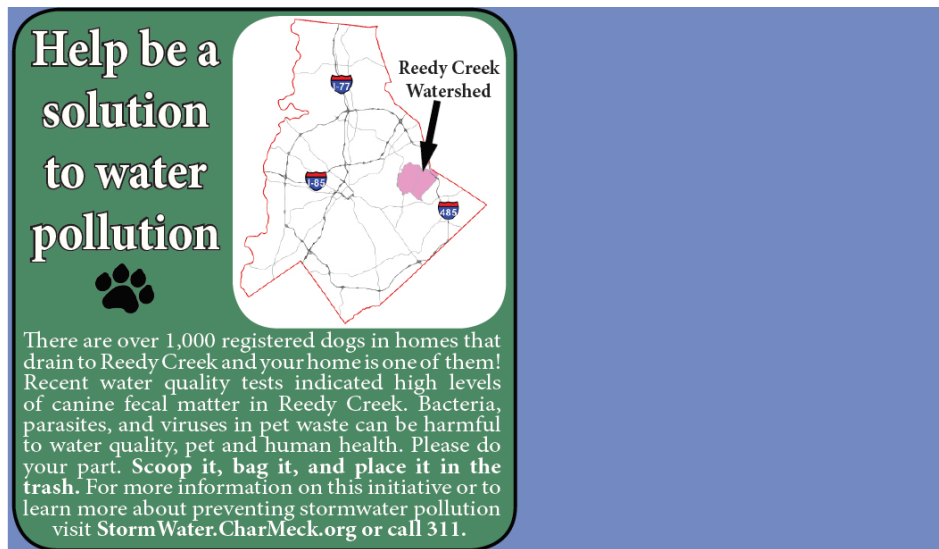 Help be a
solution
to water
pollution
Reedy Creek
Watershed
I-77
I-85
485
There are over 1,000 registered dogs in homes that
drain to Reedy Creek and your home is one of them!
Recent water quality tests indicated high levels
of canine fecal matter in Reedy Creek. Bacteria,
parasites, and viruses in pet waste can be harmful
to water quality, pet and human health. Please do
your part. Scoop it, bag it, and place it in the
trash. For more information on this initiative or to
learn more about preventing stormwater pollution
visit StormWater.CharMeck.org or call 311.